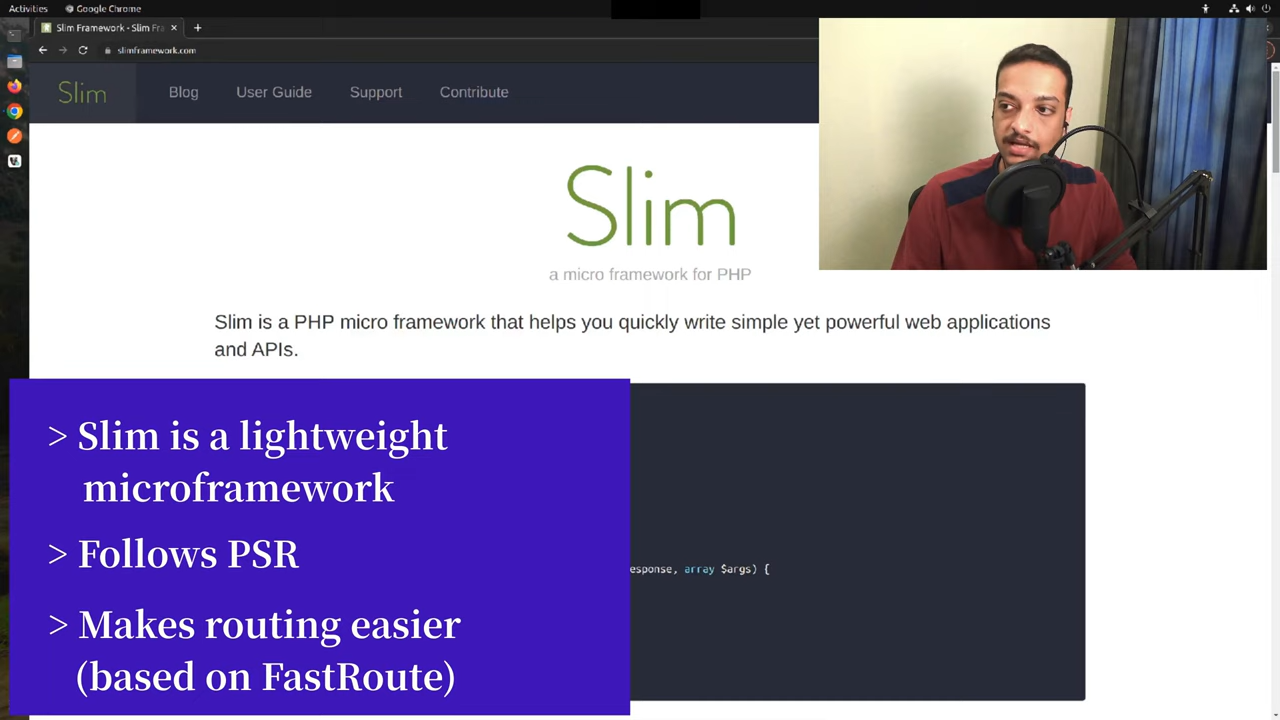 Activities
Google Chrome
Slim Framework - Slim Fra
slimframework.com
Slim
Blog
User Guide
Support
Contribute
Slim
a micro framework for PHP
Slim is a PHP micro framework that helps you quickly write simple yet powerful web applications
and APIs.
esponse, array $args) {
> Slim is a lightweight
microframework
> Follows PSR
> Makes routing easier
(based on FastRoute)